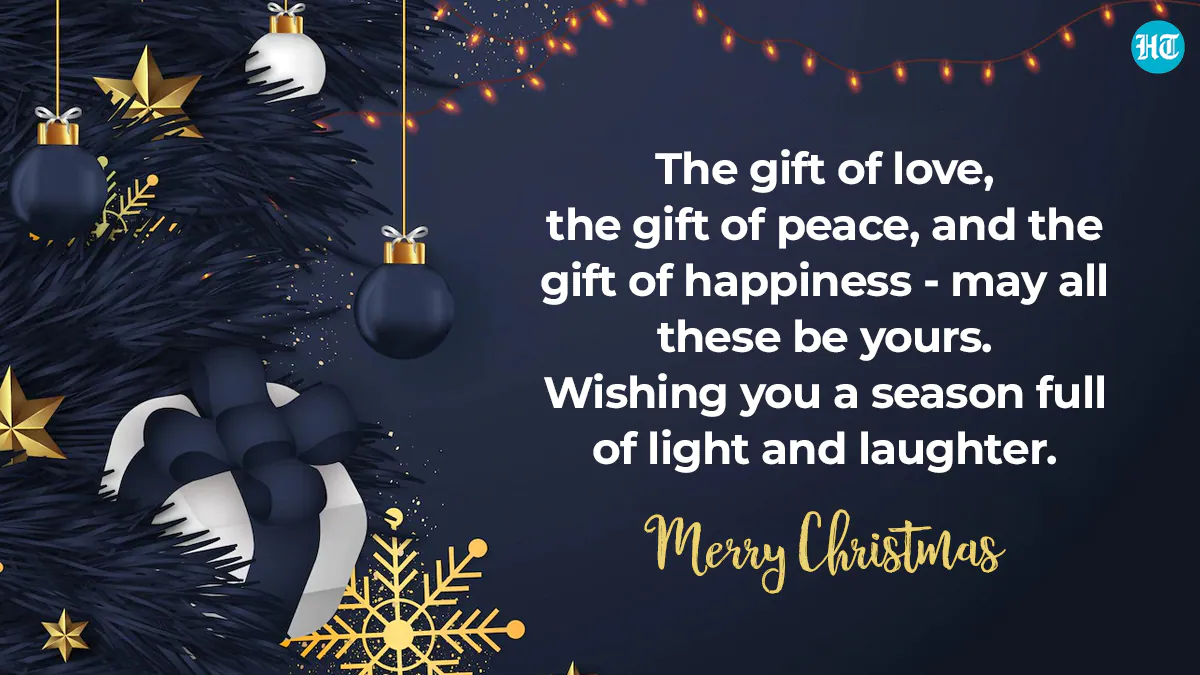 HT
The gift of love,
the gift of peace, and the
gift of happiness - may all
these be yours.
Wishing you a season full
of light and laughter.
Merry Christmas